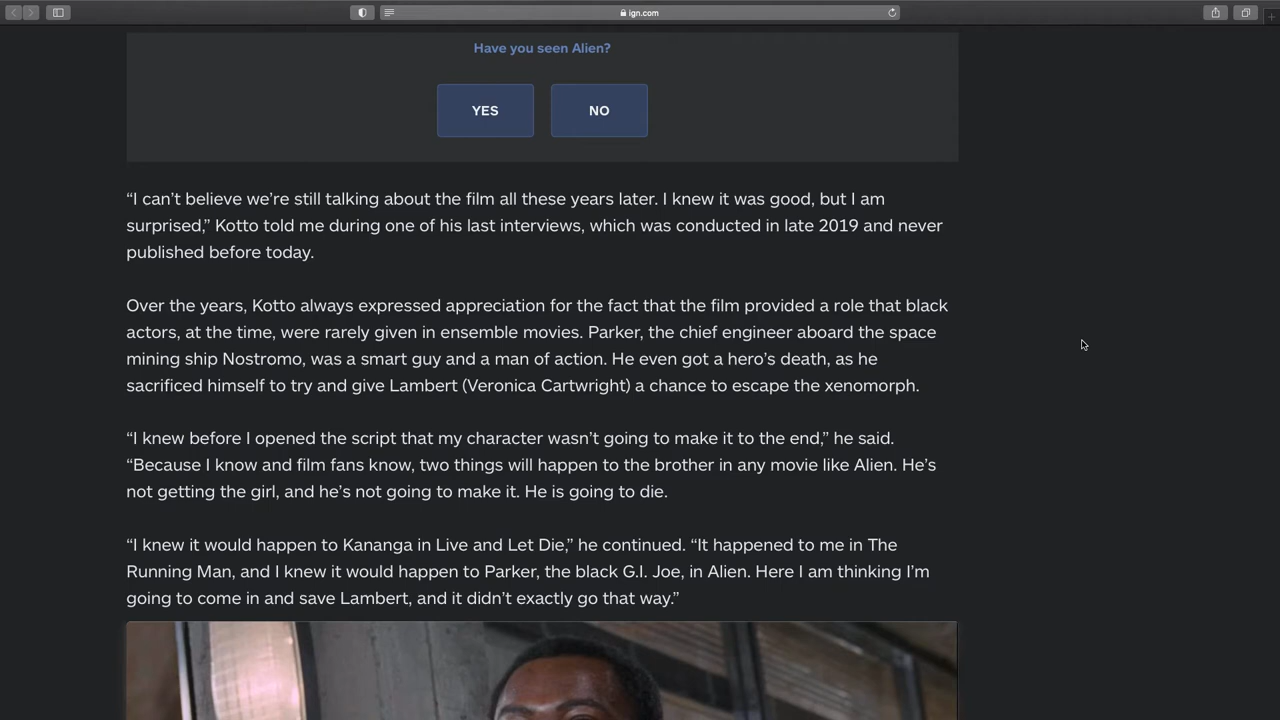 ign.com
Have you seen Alien?
YES NO
“I can’t believe we’re still talking about the film all these years later. I knew it was good, but I am
surprised,” Kotto told me during one of his last interviews, which was conducted in late 2019 and never
published before today.
Over the years, Kotto always expressed appreciation for the fact that the film provided a role that black
actors, at the time, were rarely given in ensemble movies. Parker, the chief engineer aboard the space
mining ship Nostromo, was a smart guy and a man of action. He even got a hero’s death, as he
sacrificed himself to try and give Lambert (Veronica Cartwright) a chance to escape the xenomorph.
“I knew before I opened the script that my character wasn’t going to make it to the end,” he said.
“Because I know and film fans know, two things will happen to the brother in any movie like Alien. He’s
not getting the girl, and he’s not going to make it. He is going to die.
“I knew it would happen to Kananga in Live and Let Die,” he continued. “It happened to me in The
Running Man, and I knew it would happen to Parker, the black G.I. Joe, in Alien. Here I am thinking I’m
going to come in and save Lambert, and it didn’t exactly go that way.”